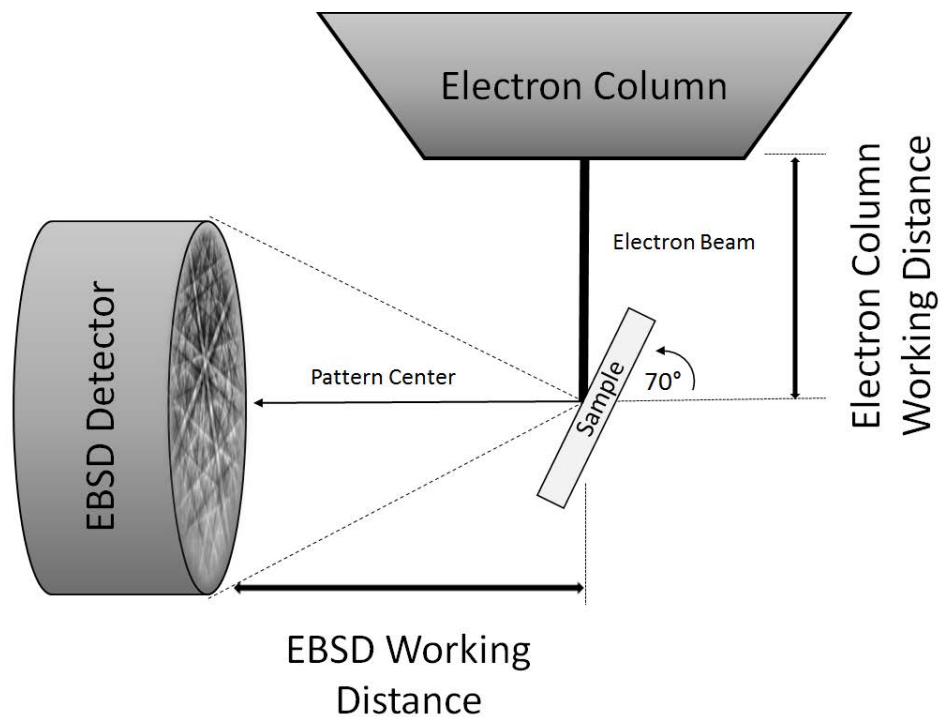 Electron Column
Electron Beam
Electron Column
Working Distance
EBSD Detector
Pattern Center
Sample
70°
EBSD Working
Distance